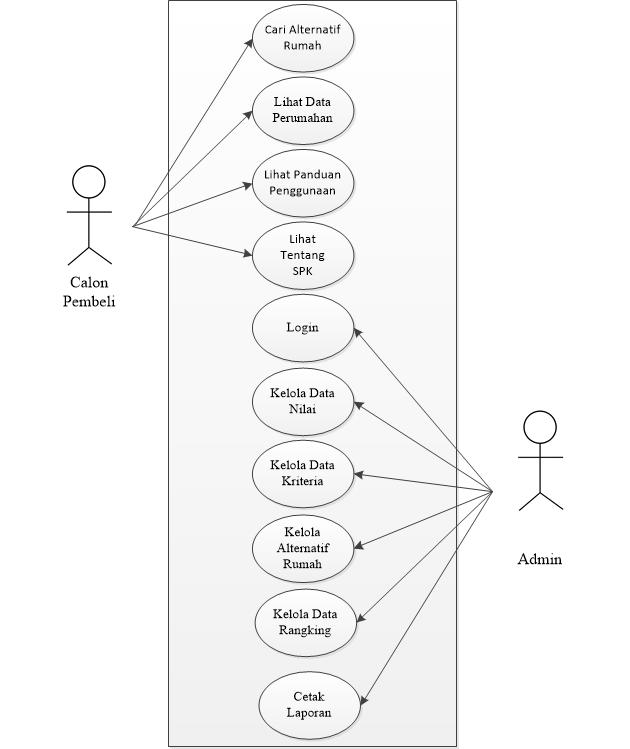 Cari Alternatif
Rumah
Lihat Data
Perumahan
Lihat Panduan
Penggunaan
Lihat
Tentang
SPK
Calon
Pembeli
Login
Kelola Data
Nilai
Kelola Data
Kriteria
Kelola
Alternatif
Rumah
Admin
Kelola Data
Rangking
Cetak
Laporan